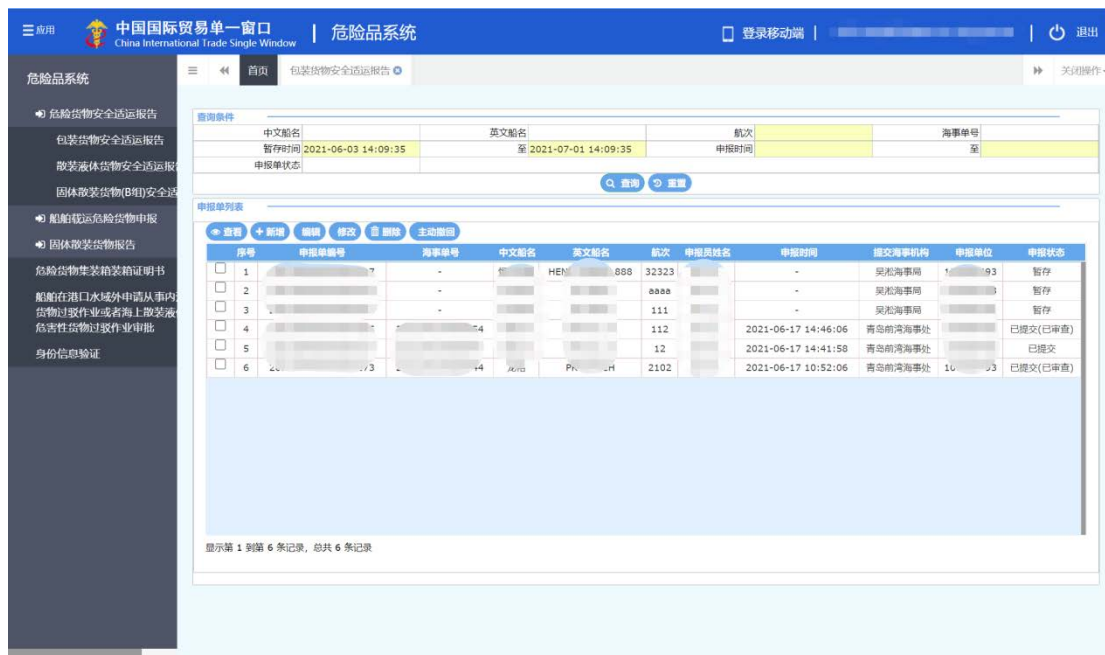 应用 中国国际贸易单一窗口 危险品系统 登录移动端 退出
China International Trade Single Window
危险品系统
首页 包装货物安全适运报告 关闭操作
危险货物安全适运报告
包装货物安全适运报告
散装液体货物安全适运报
固体散装货物(B组)安全适
船舶载运危险货物申报
固体散装货物报告
危险货物集装箱装箱证明书
船舶在港口水域外申请从事内
货物过驳作业或者海上散装液
危害性货物过驳作业审批
身份信息验证
查询条件
中文船名 英文船名 航次 海事单号
暂存时间 2021-06-03 14:09:35 至 2021-07-01 14:09:35 申报时间 至
申报单状态
查询 重置
申报单列表
查看 新增 编辑 修改 删除 主动撤回
序号 申报单编号 海事单号 中文船名 英文船名 航次 申报员姓名 申报时间 提交海事机构 申报单位 申报状态
1 - 888 32323 - 吴淞海事局 暂存
2 - aaaa - 吴淞海事局 暂存
3 - 111 - 吴淞海事局 暂存
4 112 2021-06-17 14:46:06 青岛前湾海事处 已提交(已审查)
5 12 2021-06-17 14:41:58 青岛前湾海事处 已提交
6 2102 2021-06-17 10:52:06 青岛前湾海事处 已提交(已审查)
显示第 1 到第 6 条记录，总共 6 条记录